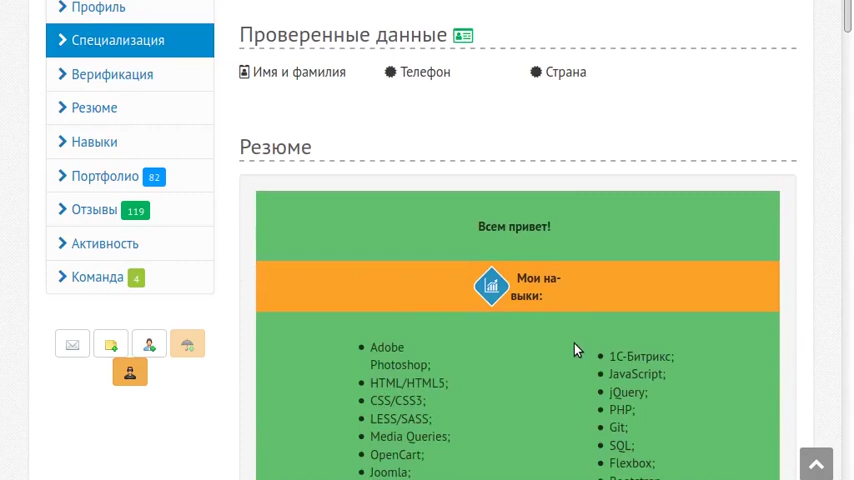 Профиль
Специализация
Верификация
Резюме
Навыки
Портфолио 82
Отзывы 119
Активность
Команда 4
Проверенные данные
Имя и фамилия Телефон Страна
Резюме
Всем привет!
Мои на-
выки:
Adobe
Photoshop;
HTML/HTML5;
CSS/CSS3;
LESS/SASS;
Media Queries;
OpenCart;
Joomla;
1С-Битрикс;
JavaScript;
jQuery;
PHP;
Git;
SQL;
Flexbox;